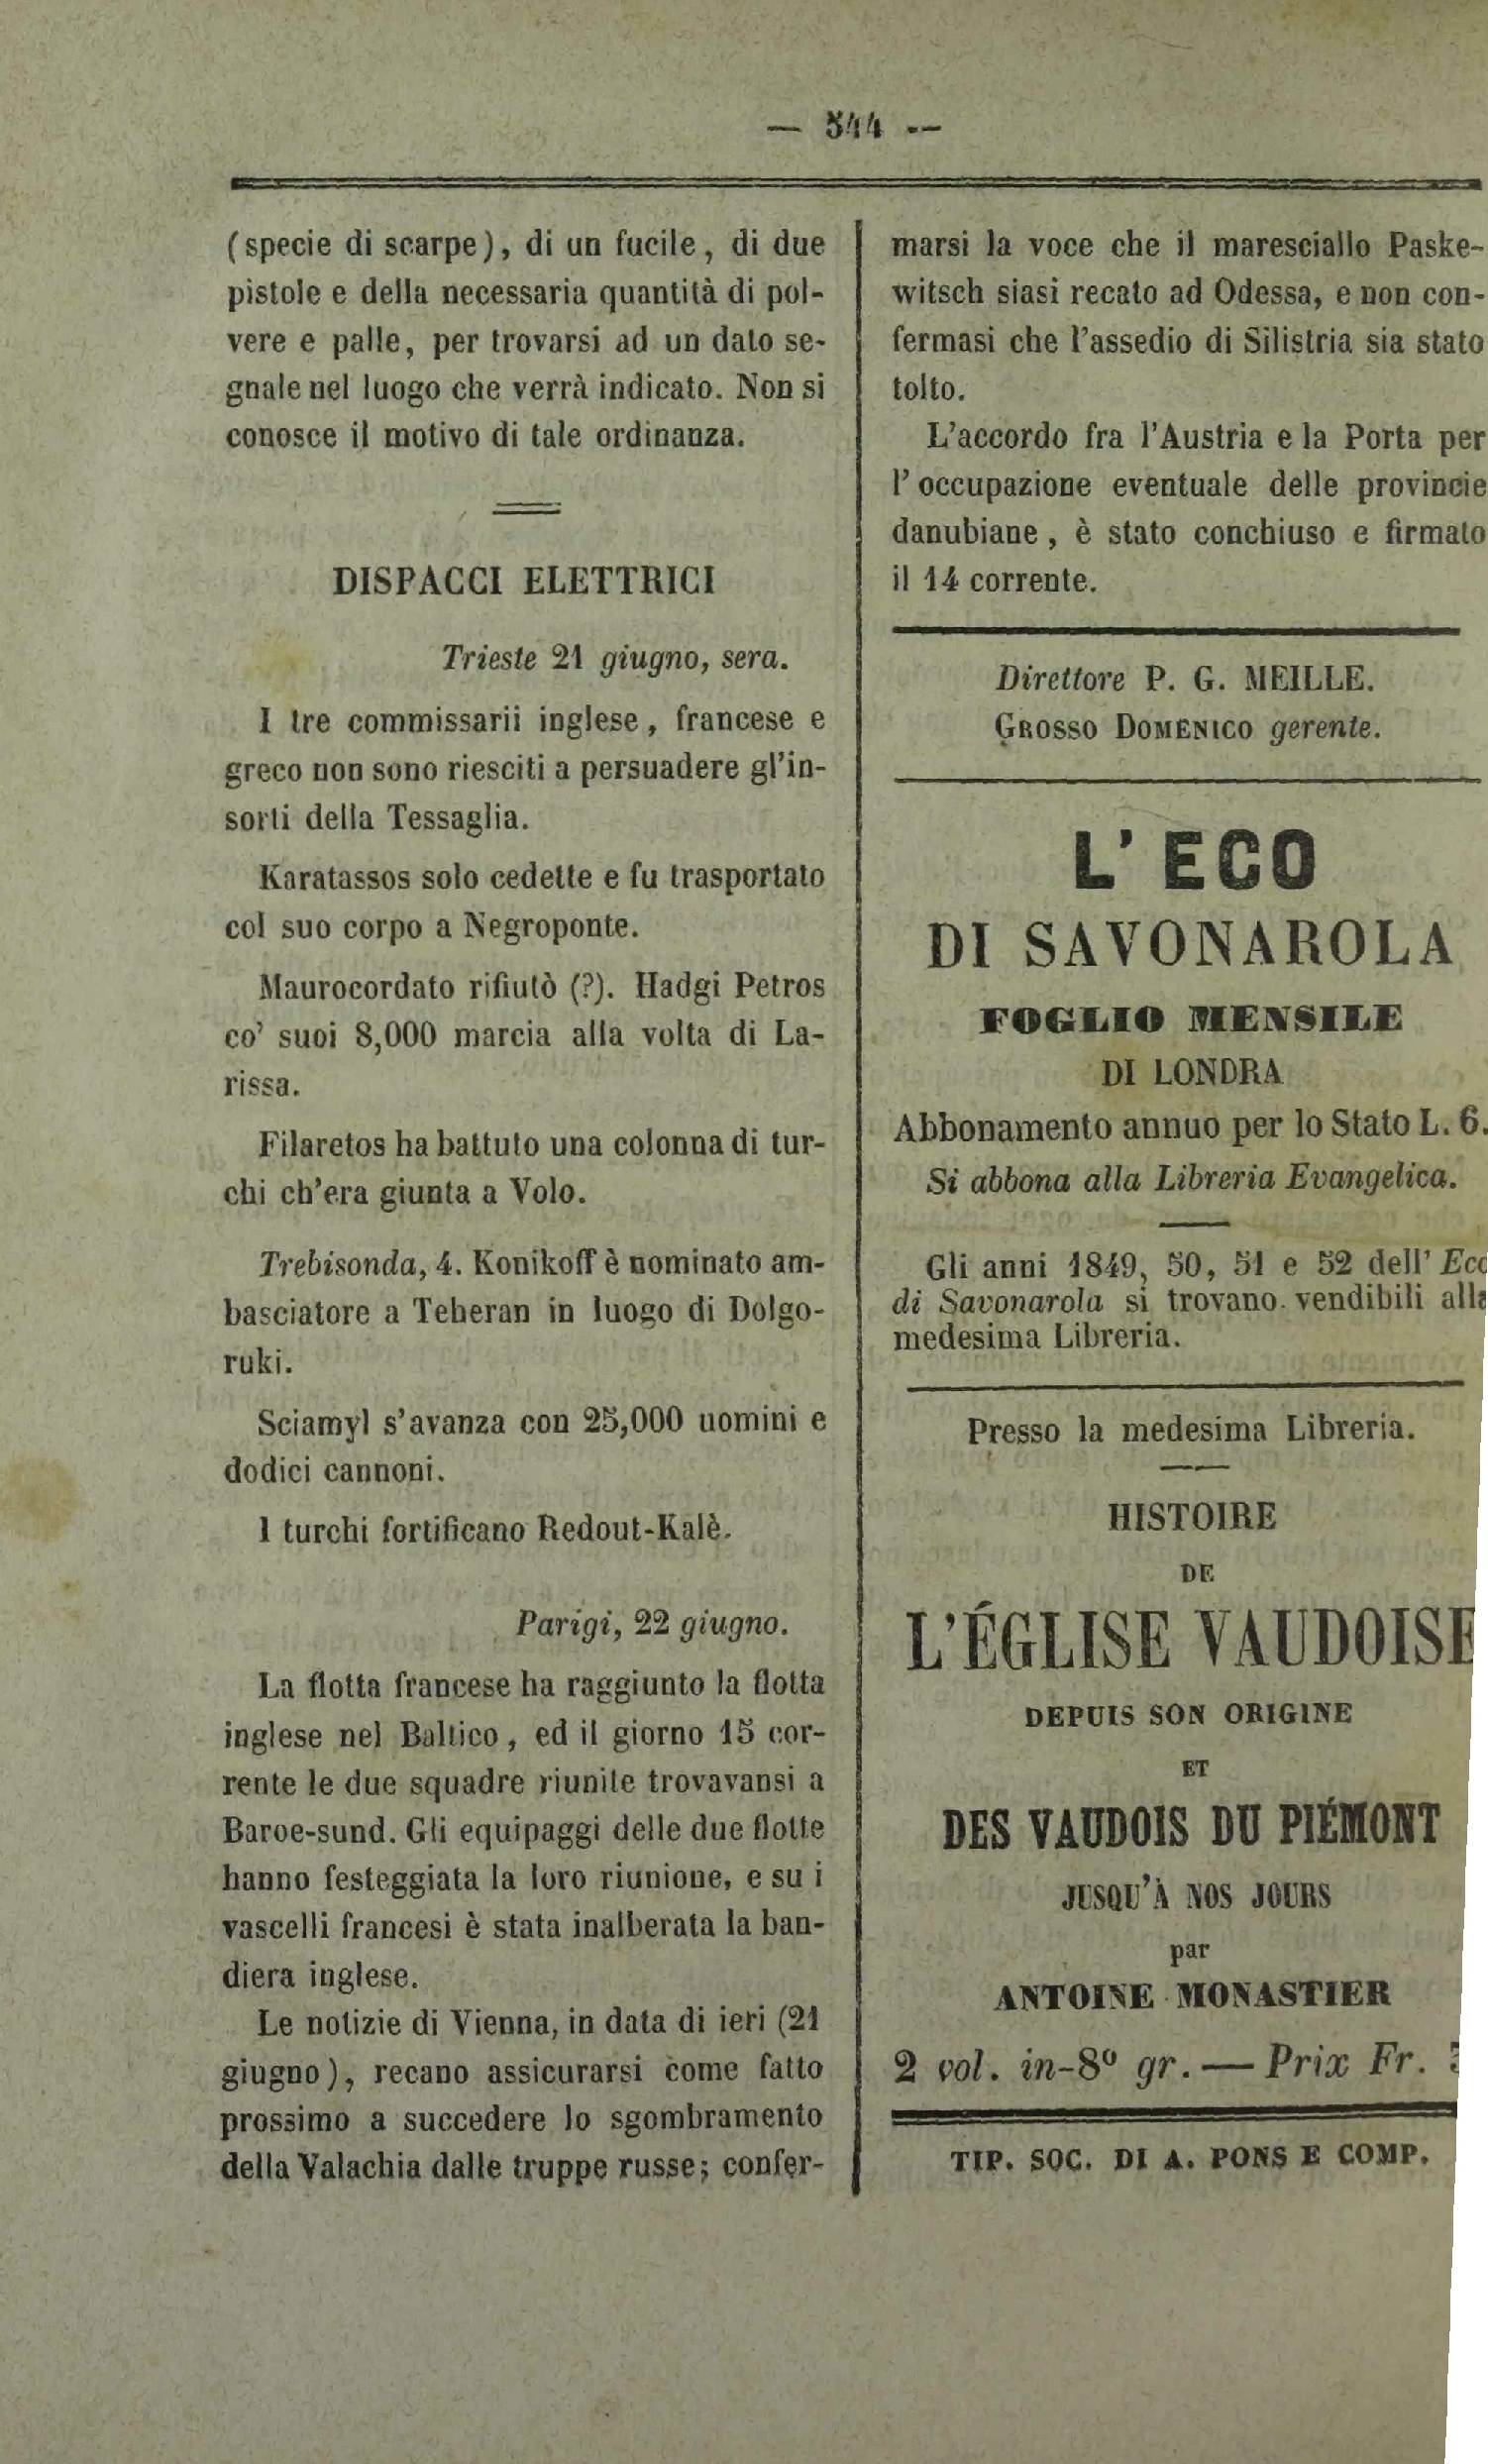 — 544 —
(specie di scarpe), di un fucile, di due
pistole e della necessaria quantità di pol-
vere e palle, per trovarsi ad un dato se-
gnale nel luogo che verrà indicato. Non si
conosce il motivo di tale ordinanza.
DISPACCI ELETTRICI
Trieste 21 giugno, sera.
I tre commissarii inglese, francese e
greco non sono riesciti a persuadere gl'in-
sorti della Tessaglia.
Karatassos solo cedette e fu trasportato
col suo corpo a Negroponte.
Maurocordato rifiutò (?). Hadgi Petros
co' suoi 8,000 marcia alla volta di La-
rissa.
Filaretos ha battuto una colonna di tur-
chi ch'era giunta a Volo.
Trebisonda, 4. Konikoff è nominato am-
basciatore a Teheran in luogo di Dolgo-
ruki.
Sciamyl s'avanza con 25,000 uomini e
dodici cannoni.
I turchi fortificano Redout-Kalè.
Parigi, 22 giugno.
La flotta francese ha raggiunto la flotta
inglese nel Baltico, ed il giorno 15 cor-
rente le due squadre riunite trovavansi a
Baroe-sund. Gli equipaggi delle due flotte
hanno festeggiata la loro riunione, e su i
vascelli francesi è stata inalberata la ban-
diera inglese.
Le notizie di Vienna, in data di ieri (21
giugno), recano assicurarsi come fatto
prossimo a succedere lo sgombramento
della Valachia dalle truppe russe; confer-
marsi la voce che il maresciallo Paske-
witsch siasi recato ad Odessa, e non con-
fermasi che l'assedio di Silistria sia stato
tolto.
L'accordo fra l'Austria e la Porta per
l'occupazione eventuale delle provincie
danubiane, è stato conchiuso e firmato
il 14 corrente.
Direttore P. G. MEILLE.
GROSSO DOMENICO gerente.
L'ECO
DI SAVONAROLA
FOGLIO MENSILE
DI LONDRA
Abbonamento annuo per lo Stato L. 6.
Si abbona alla Libreria Evangelica.
Gli anni 1849, 50, 51 e 52 dell'Eco
di Savonarola si trovano vendibili alla
medesima Libreria.
Presso la medesima Libreria.
HISTOIRE
DE
L'ÉGLISE VAUDOISE
DEPUIS SON ORIGINE
ET
DES VAUDOIS DU PIÉMONT
JUSQU'À NOS JOURS
par
ANTOINE MONASTIER
2 vol. in-8º gr. — Prix Fr.
TIP. SOC. DI A. PONS E COMP.